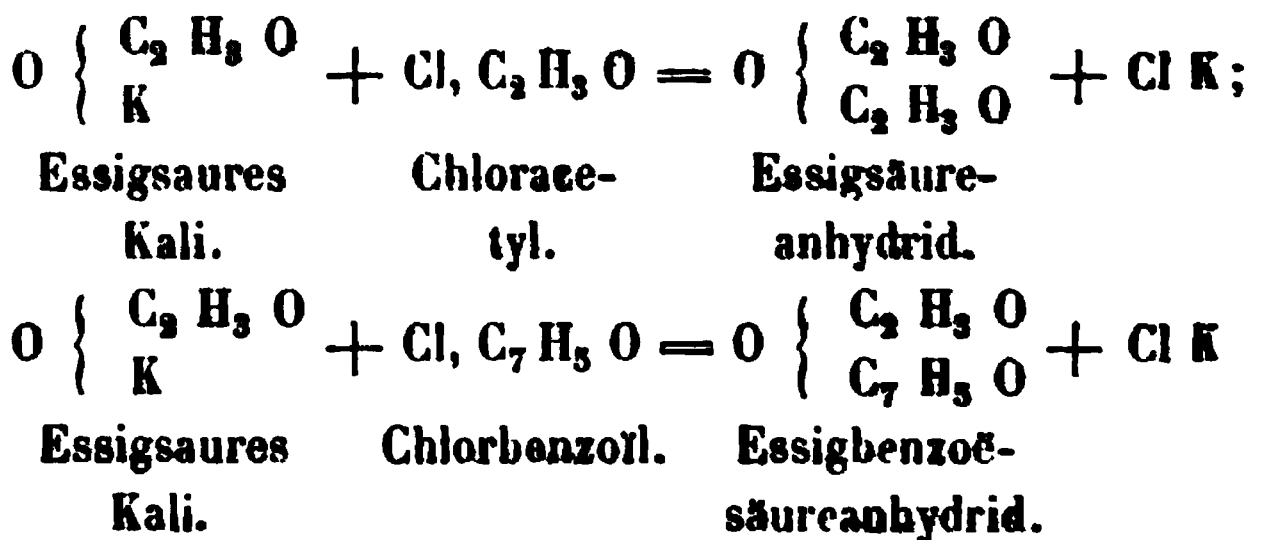 O { C₂ H₃ O + Cl, C₂ H₃ O = O { C₂ H₃ O + Cl K;
K C₂ H₃ O
Essigsaures Chlorace- Essigsäure-
Kali. tyl. anhydrid.
O { C₂ H₃ O + Cl, C₇ H₅ O = O { C₂ H₃ O + Cl K
K C₇ H₅ O
Essigsaures Chlorbenzoïl. Essigbenzoë-
Kali. säureanhydrid.